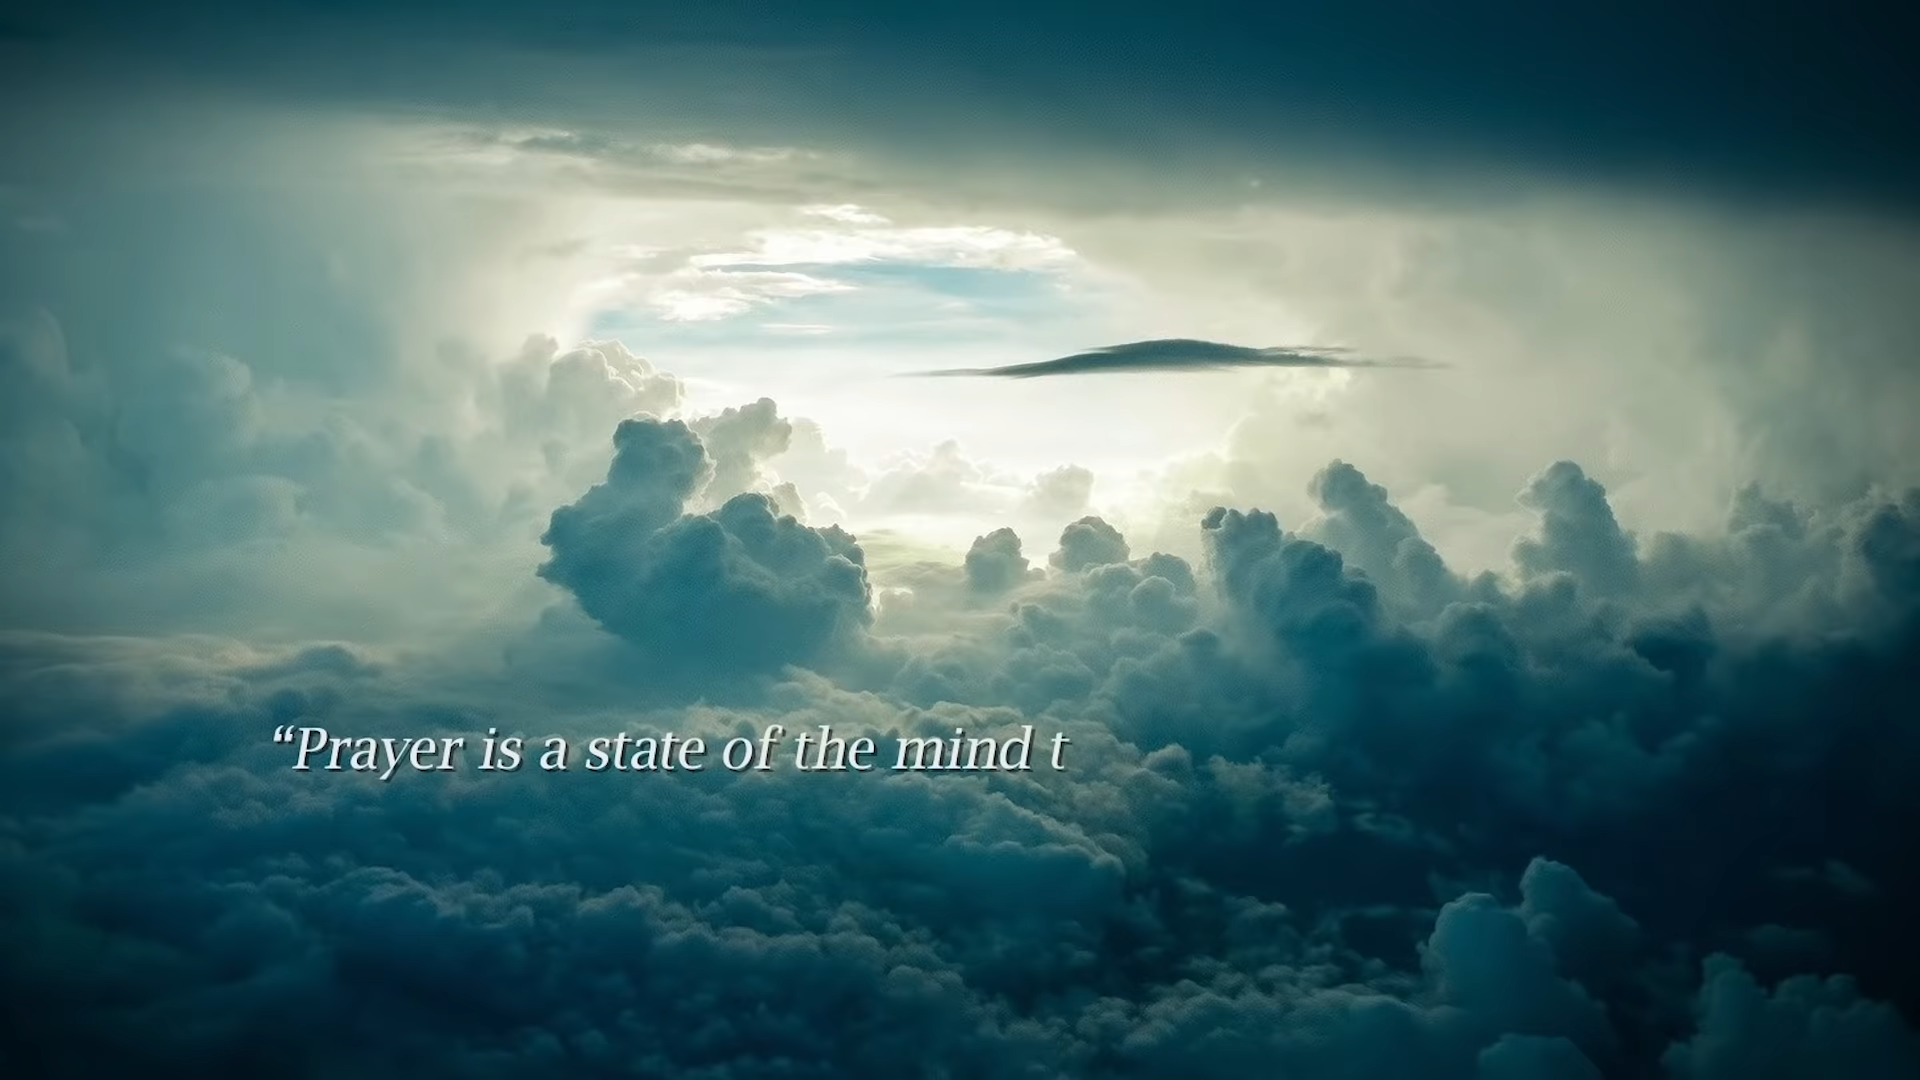 “Prayer is a state of the mind t